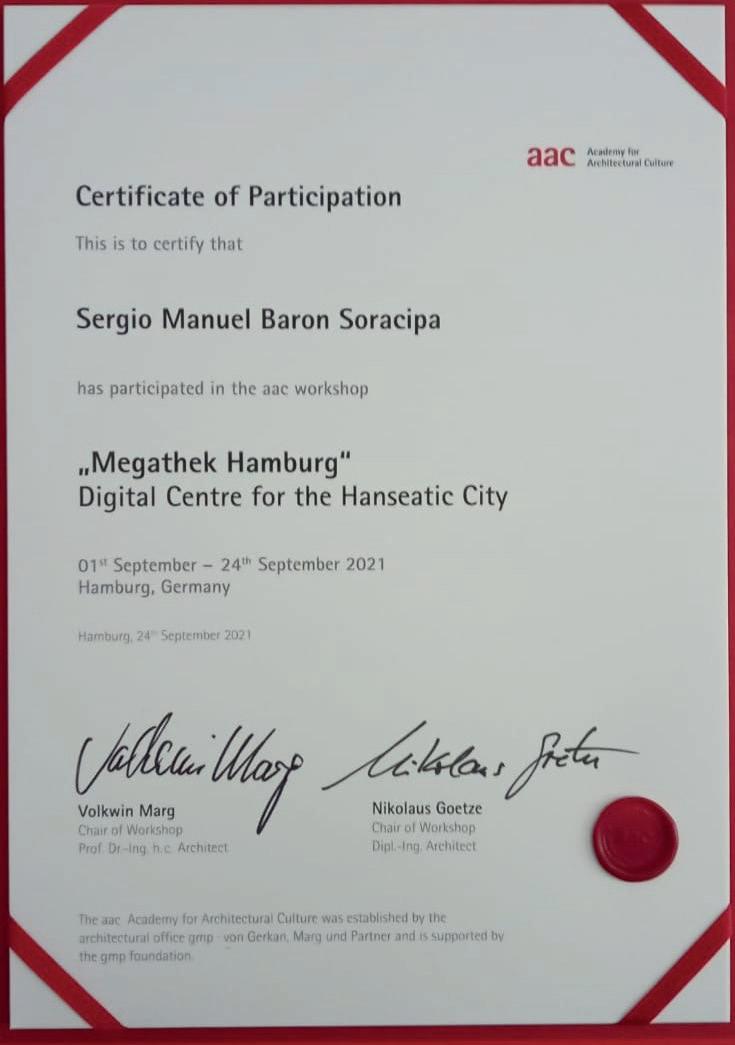 aac Academy for
Architectural Culture
Certificate of Participation
This is to certify that
Sergio Manuel Baron Soracipa
has participated in the aac workshop
„Megathek Hamburg“
Digital Centre for the Hanseatic City
01st September – 24th September 2021
Hamburg, Germany
Hamburg, 24th September 2021
Volkwin Marg
Nikolaus Goetze
Volkwin Marg
Chair of Workshop
Prof. Dr.-Ing. h.c. Architect
Nikolaus Goetze
Chair of Workshop
Dipl.-Ing. Architect
The aac Academy for Architectural Culture was established by the
architectural office gmp · von Gerkan, Marg und Partner and is supported by
the gmp foundation.